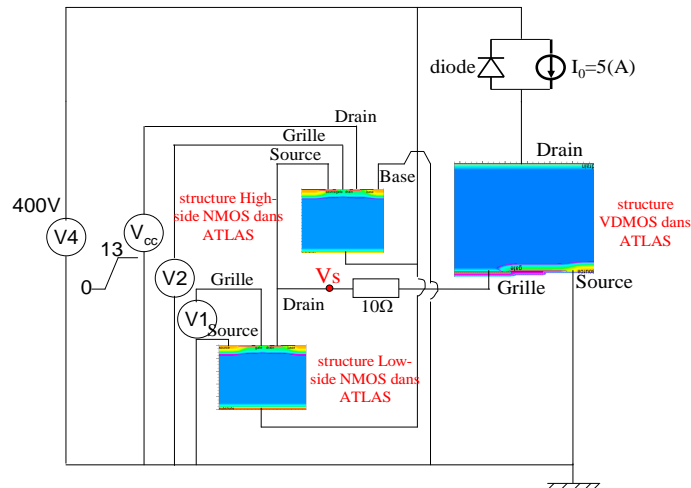 diode
I₀=5(A)
Drain
Grille
Source
Base
Drain
structure High-
side NMOS dans
ATLAS
structure
VDMOS dans
ATLAS
400V
V4
Vcc
13
0
V2
V1
Grille
Source
Drain
Vs
10Ω
Grille
Source
structure Low-
side NMOS dans
ATLAS